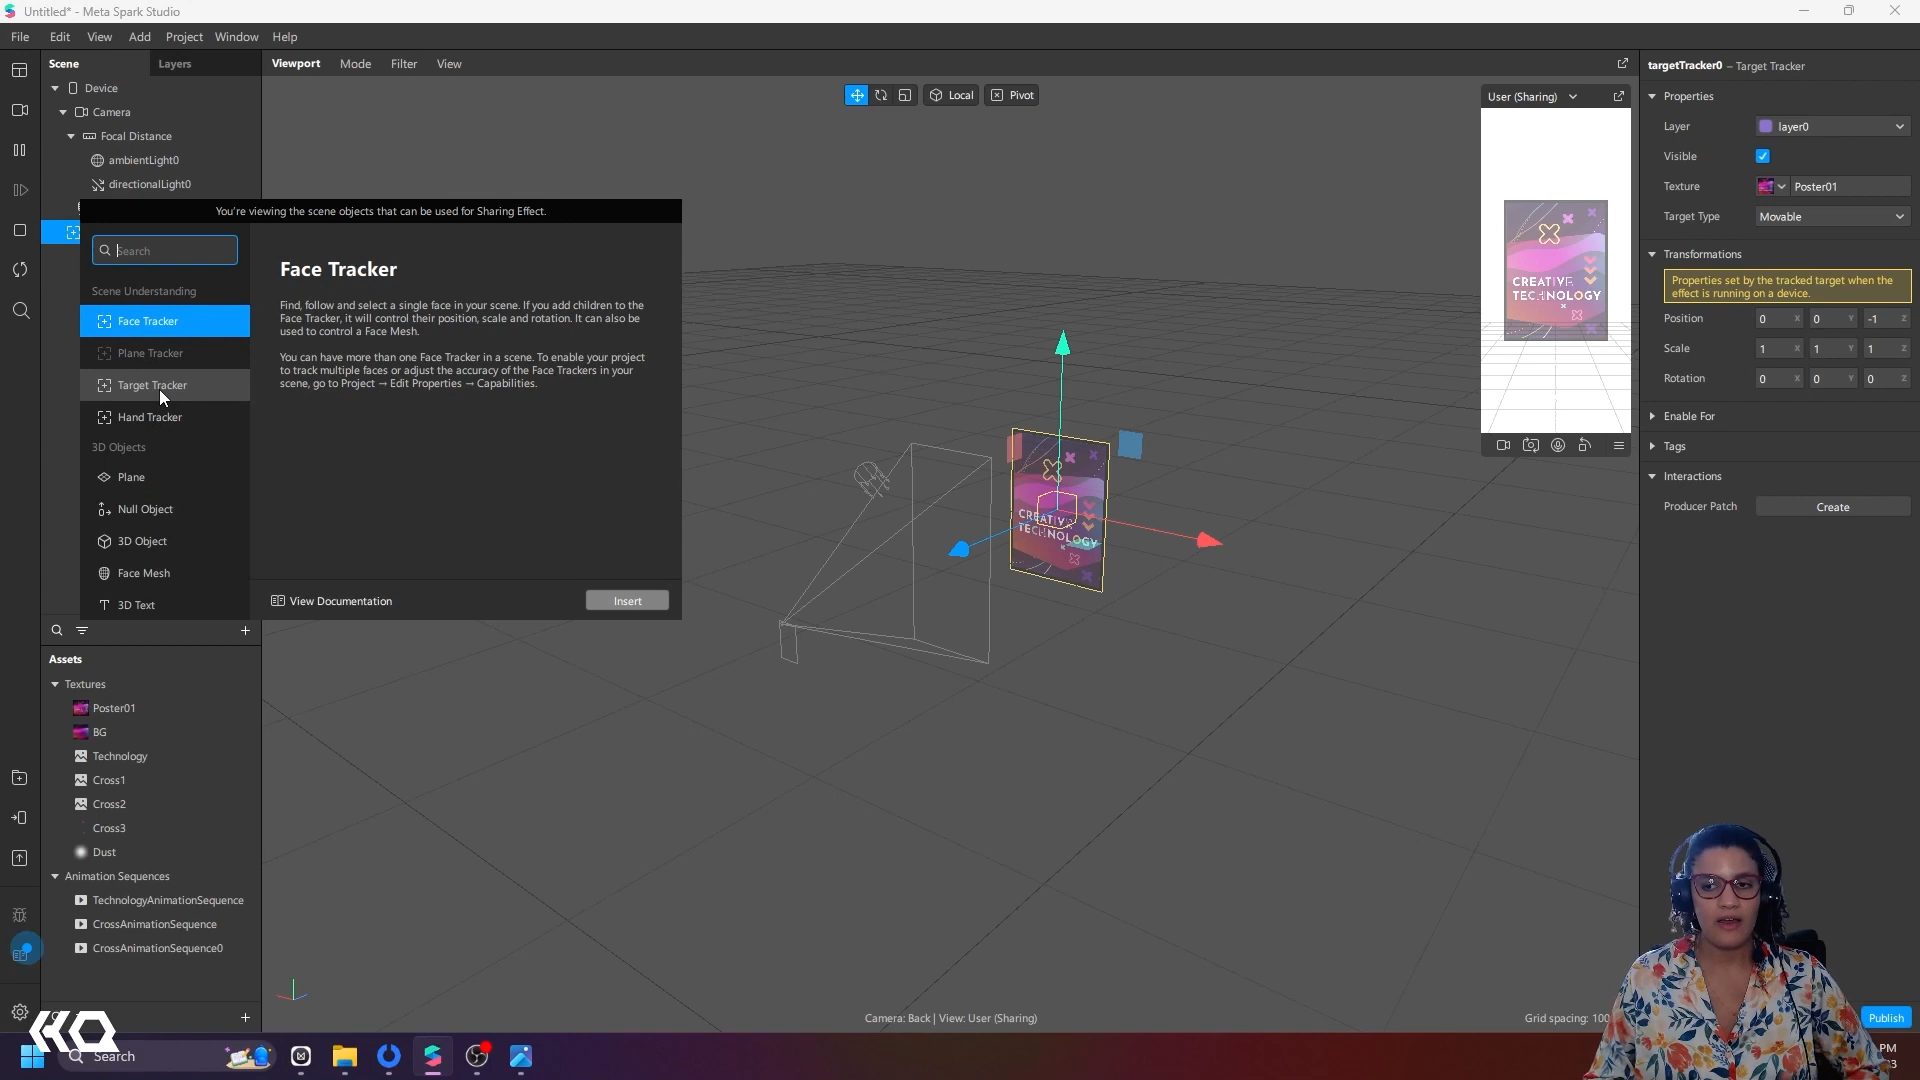 Untitled* - Meta Spark Studio
File Edit View Add Project Window Help
Scene Layers
Viewport Mode Filter View
Local Pivot
Device
Camera
Focal Distance
ambientLight0
directionalLight0
You're viewing the scene objects that can be used for Sharing Effect.
Search
Scene Understanding
Face Tracker
Plane Tracker
Target Tracker
Hand Tracker
3D Objects
Plane
Null Object
3D Object
Face Mesh
3D Text
Face Tracker
Find, follow and select a single face in your scene. If you add children to the
Face Tracker, it will control their position, scale and rotation. It can also be
used to control a Face Mesh.
You can have more than one Face Tracker in a scene. To enable your project
to track multiple faces or adjust the accuracy of the Face Trackers in your
scene, go to Project → Edit Properties → Capabilities.
View Documentation
Insert
Assets
Textures
Poster01
BG
Technology
Cross1
Cross2
Cross3
Dust
Animation Sequences
TechnologyAnimationSequence
CrossAnimationSequence
CrossAnimationSequence0
CREATIVE
TECHNOLOGY
Camera: Back | View: User (Sharing)
Grid spacing: 100
User (Sharing)
CREATIVE
TECHNOLOGY
targetTracker0 – Target Tracker
Properties
Layer layer0
Visible
Texture Poster01
Target Type Movable
Transformations
Properties set by the tracked target when the
effect is running on a device.
Position 0 X 0 Y -1 Z
Scale 1 X 1 Y 1 Z
Rotation 0 X 0 Y 0 Z
Enable For
Tags
Interactions
Producer Patch Create
Publish
HQ
Search
PM